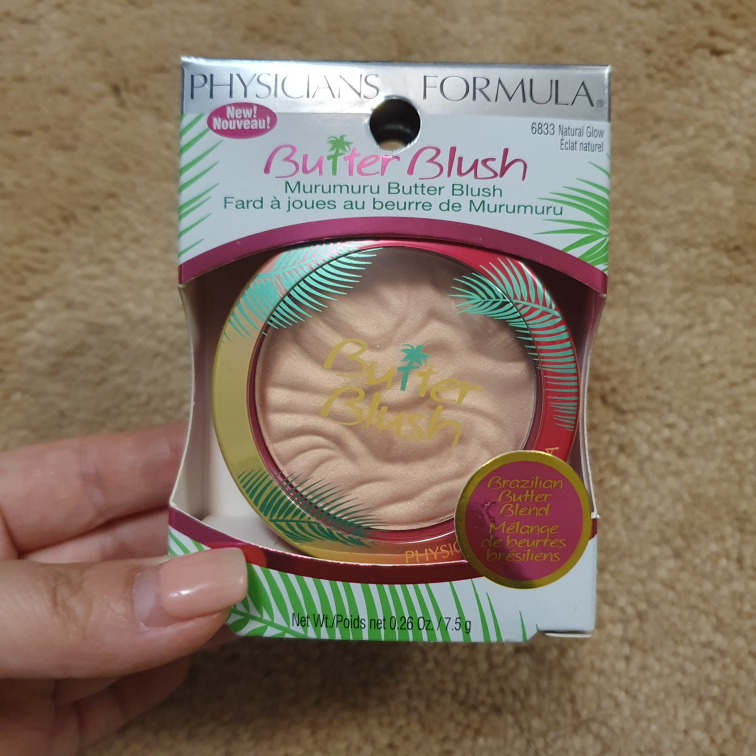 PHYSICIANS FORMULA®
New!
Nouveau!
6833 Natural Glow
Éclat naturel
Butter Blush
Murumuru Butter Blush
Fard à joues au beurre de Murumuru
Butter
Blush
Brazilian
Butter
Blend
Mélange
de beurres
brésiliens
Net Wt./Poids net 0.26 Oz. / 7.5 g